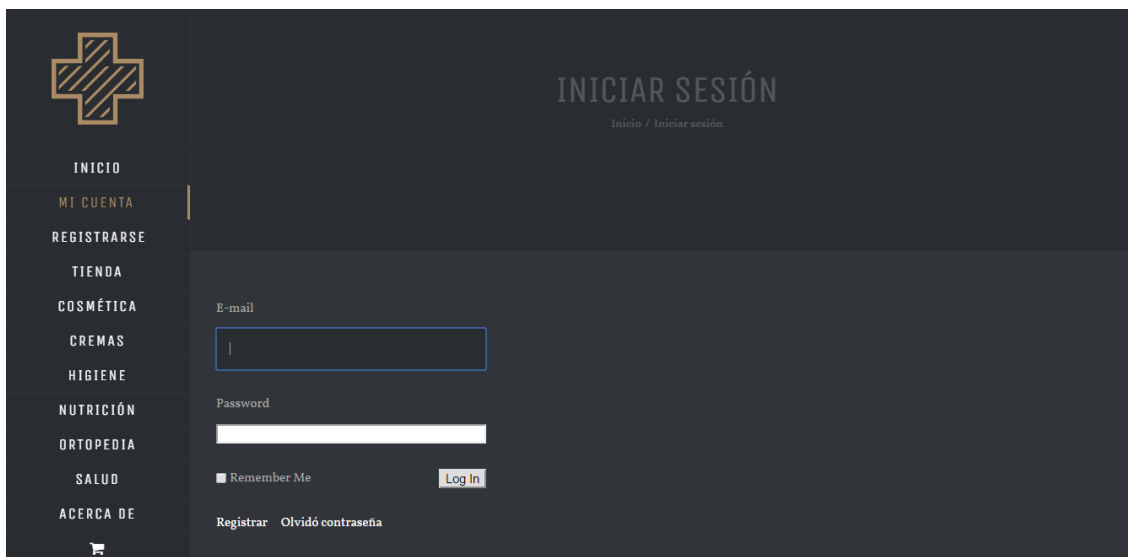 INICIO
MI CUENTA
REGISTRARSE
TIENDA
COSMÉTICA
CREMAS
HIGIENE
NUTRICIÓN
ORTOPEDIA
SALUD
ACERCA DE
INICIAR SESIÓN
Inicio / Iniciar sesión
E-mail
Password
Remember Me
Log In
Registrar Olvidó contraseña